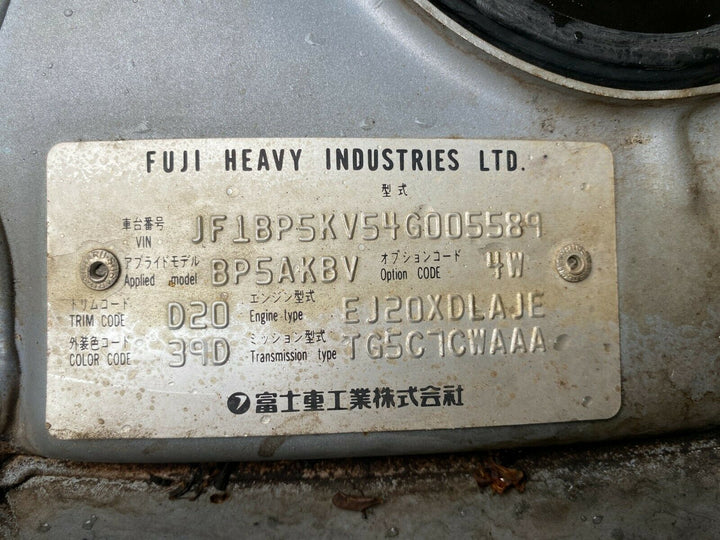 FUJI HEAVY INDUSTRIES LTD.
型式
車台番号 VIN JF1BP5KV54G005589
アプライドモデル Applied model BP5AKBV オプションコード Option CODE 4W
トリムコード TRIM CODE D20 エンジン型式 Engine type EJ20XDLAJE
外装色コード COLOR CODE 39D ミッション型式 Transmission type TG5C7CWAAA
富士重工業株式会社